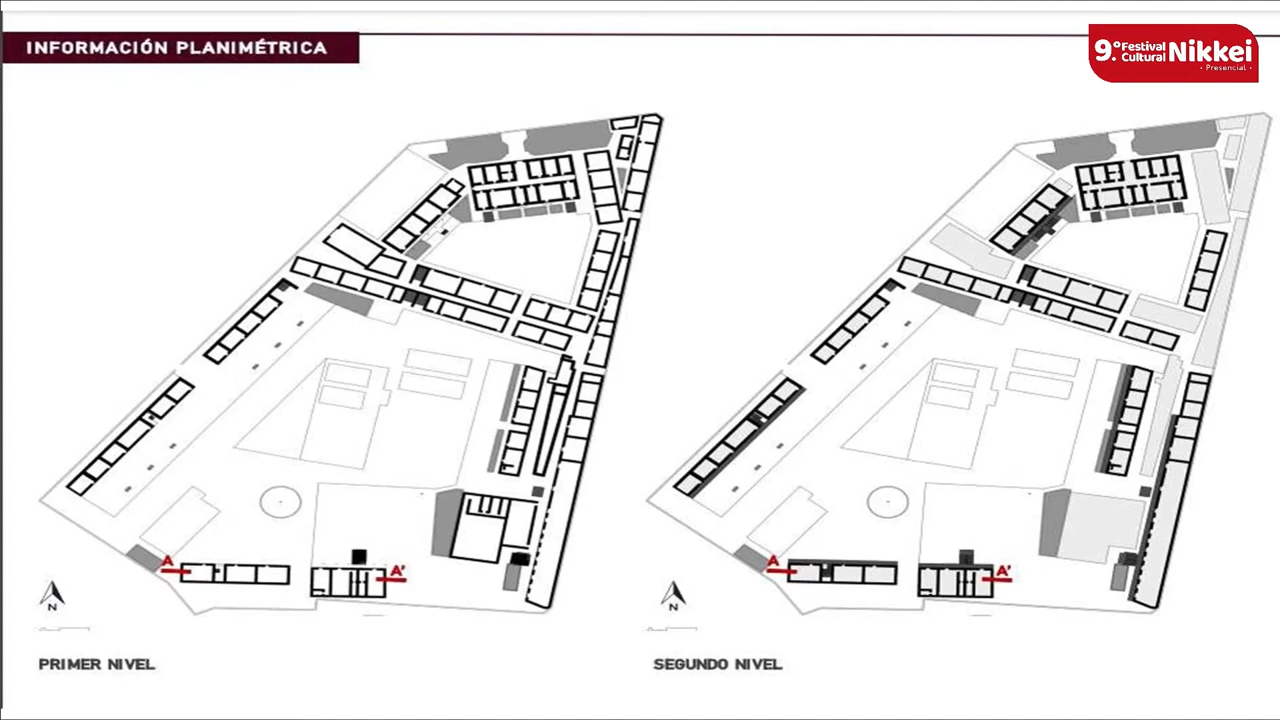 INFORMACIÓN PLANIMÉTRICA
9.º Festival Cultural Nikkei
• Presencial •
A
A'
N
PRIMER NIVEL
A
A'
N
SEGUNDO NIVEL